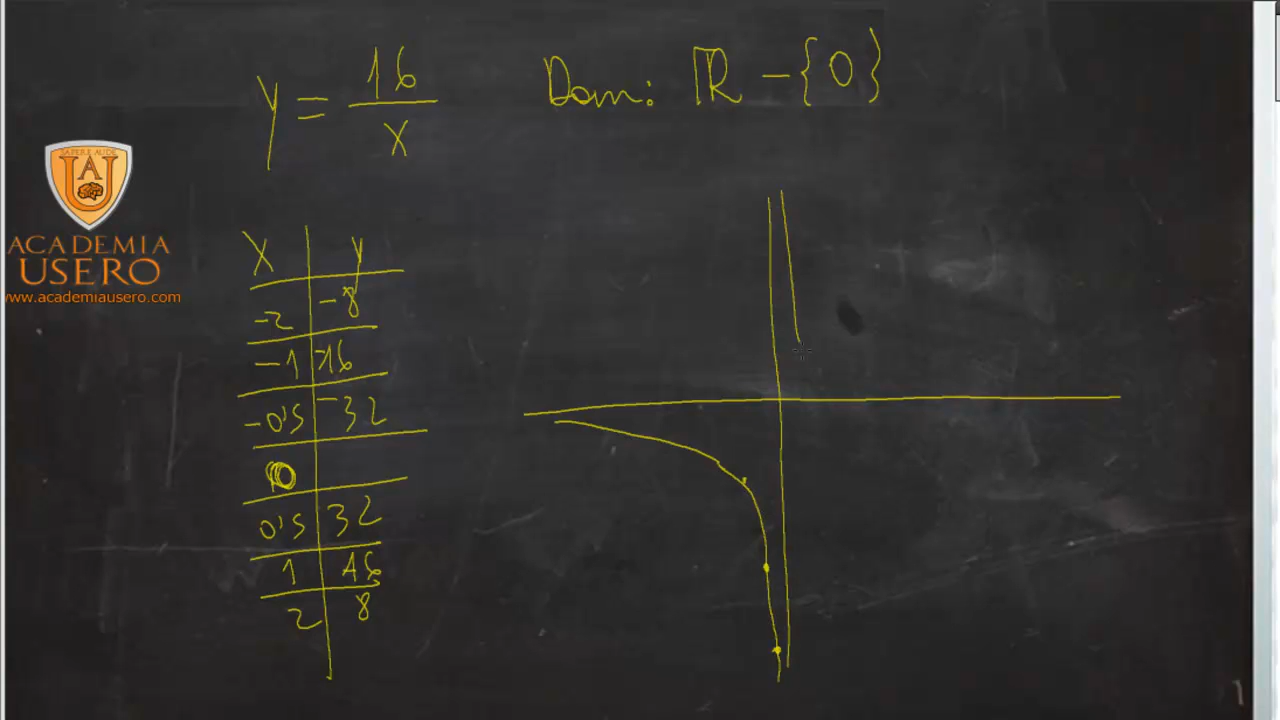 y = 16/x Dom: ℝ - {0}
SAPERE AUDE
UA
ACADEMIA
USERO
www.academiausero.com
x y
-2 -8
-1 -16
-0'5 -32
0
0'5 32
1 16
2 8